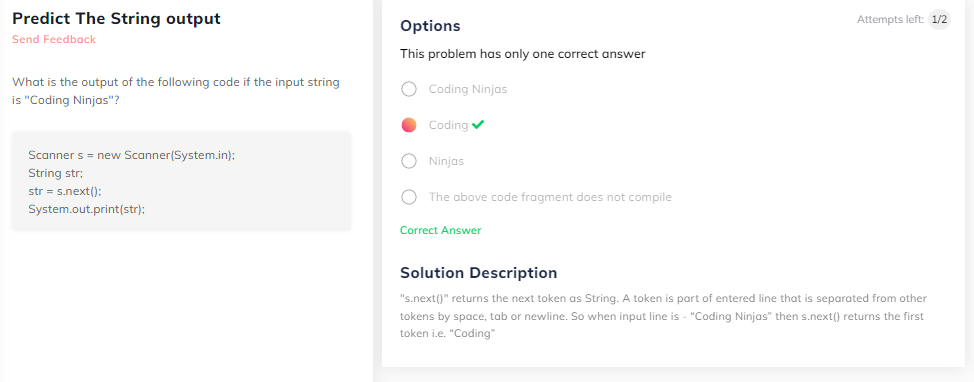 Predict The String output
Send Feedback
What is the output of the following code if the input string
is "Coding Ninjas"?
Scanner s = new Scanner(System.in);
String str;
str = s.next();
System.out.print(str);
Options
Attempts left: 1/2
This problem has only one correct answer
Coding Ninjas
Coding
Ninjas
The above code fragment does not compile
Correct Answer
Solution Description
"s.next()" returns the next token as String. A token is part of entered line that is separated from other
tokens by space, tab or newline. So when input line is - “Coding Ninjas” then s.next() returns the first
token i.e. “Coding”